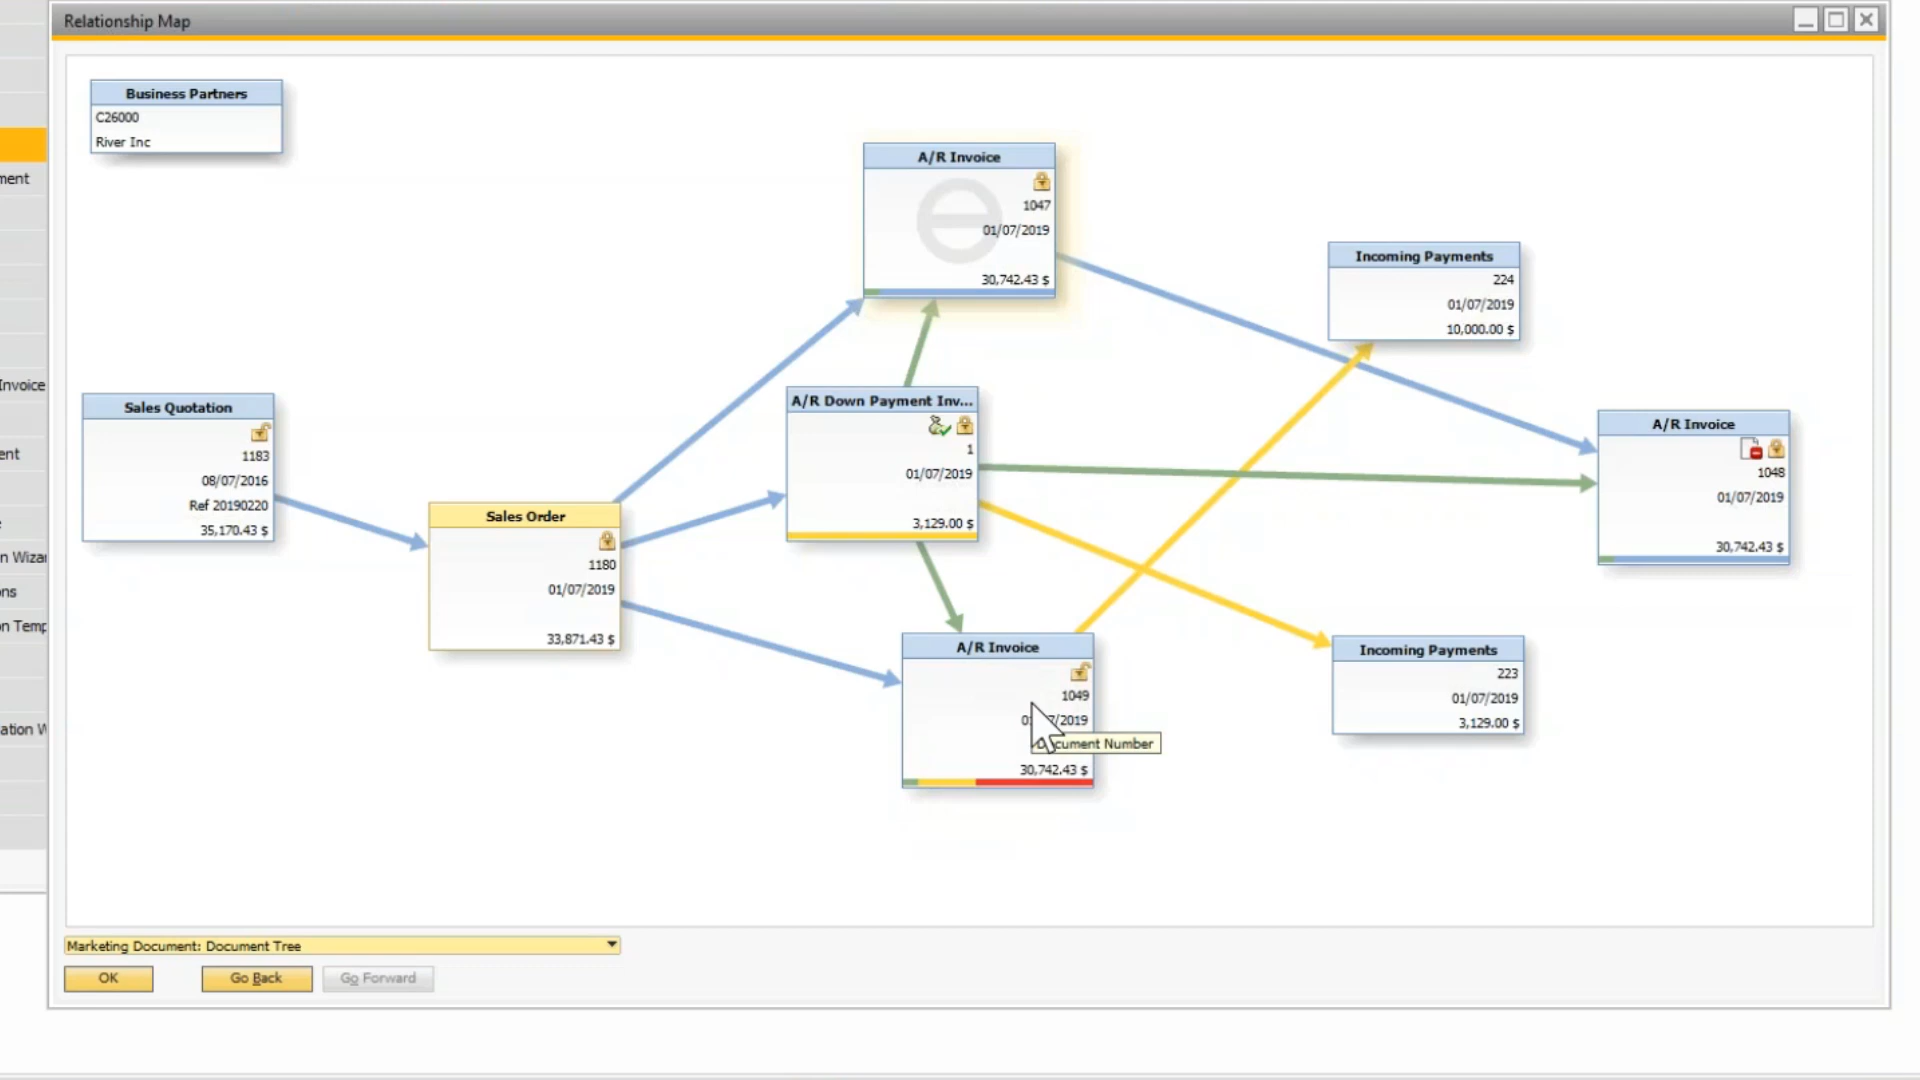 Relationship Map
Business Partners
C26000
River Inc
A/R Invoice
1047
01/07/2019
30,742.43 $
Incoming Payments
224
01/07/2019
10,000.00 $
Sales Quotation
1183
08/07/2016
Ref 20190220
35,170.43 $
A/R Down Payment Inv...
1
01/07/2019
3,129.00 $
A/R Invoice
1048
01/07/2019
30,742.43 $
Sales Order
1180
01/07/2019
33,871.43 $
A/R Invoice
1049
7/2019
cument Number
30,742.43 $
Incoming Payments
223
01/07/2019
3,129.00 $
ment
Invoice
ent
n Wiza
ons
n Temp
ation W
Marketing Document: Document Tree
OK
Go Back
Go Forward